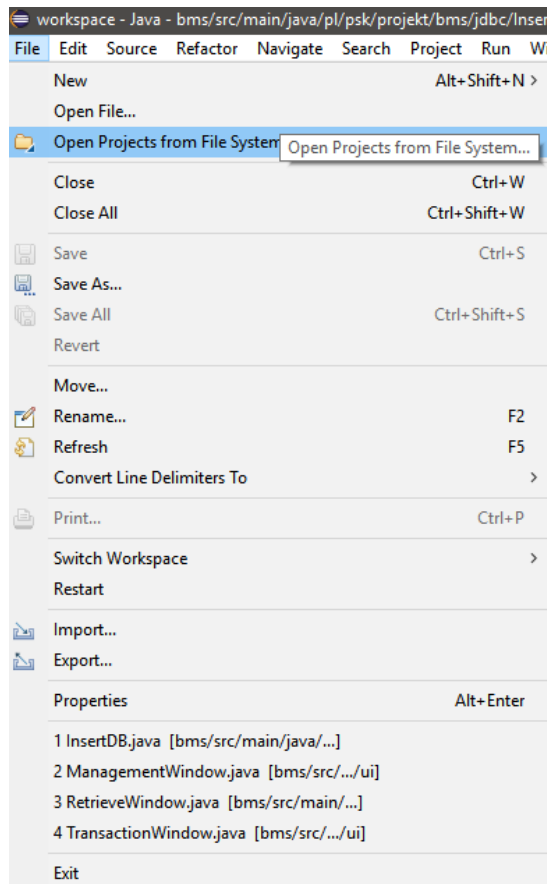 workspace - Java - bms/src/main/java/pl/psk/projekt/bms/jdbc/Inser
File Edit Source Refactor Navigate Search Project Run Wi
New Alt+Shift+N >
Open File...
Open Projects from File System
Open Projects from File System...
Close Ctrl+W
Close All Ctrl+Shift+W
Save Ctrl+S
Save As...
Save All Ctrl+Shift+S
Revert
Move...
Rename... F2
Refresh F5
Convert Line Delimiters To >
Print... Ctrl+P
Switch Workspace >
Restart
Import...
Export...
Properties Alt+Enter
1 InsertDB.java [bms/src/main/java/...]
2 ManagementWindow.java [bms/src/.../ui]
3 RetrieveWindow.java [bms/src/main/...]
4 TransactionWindow.java [bms/src/.../ui]
Exit